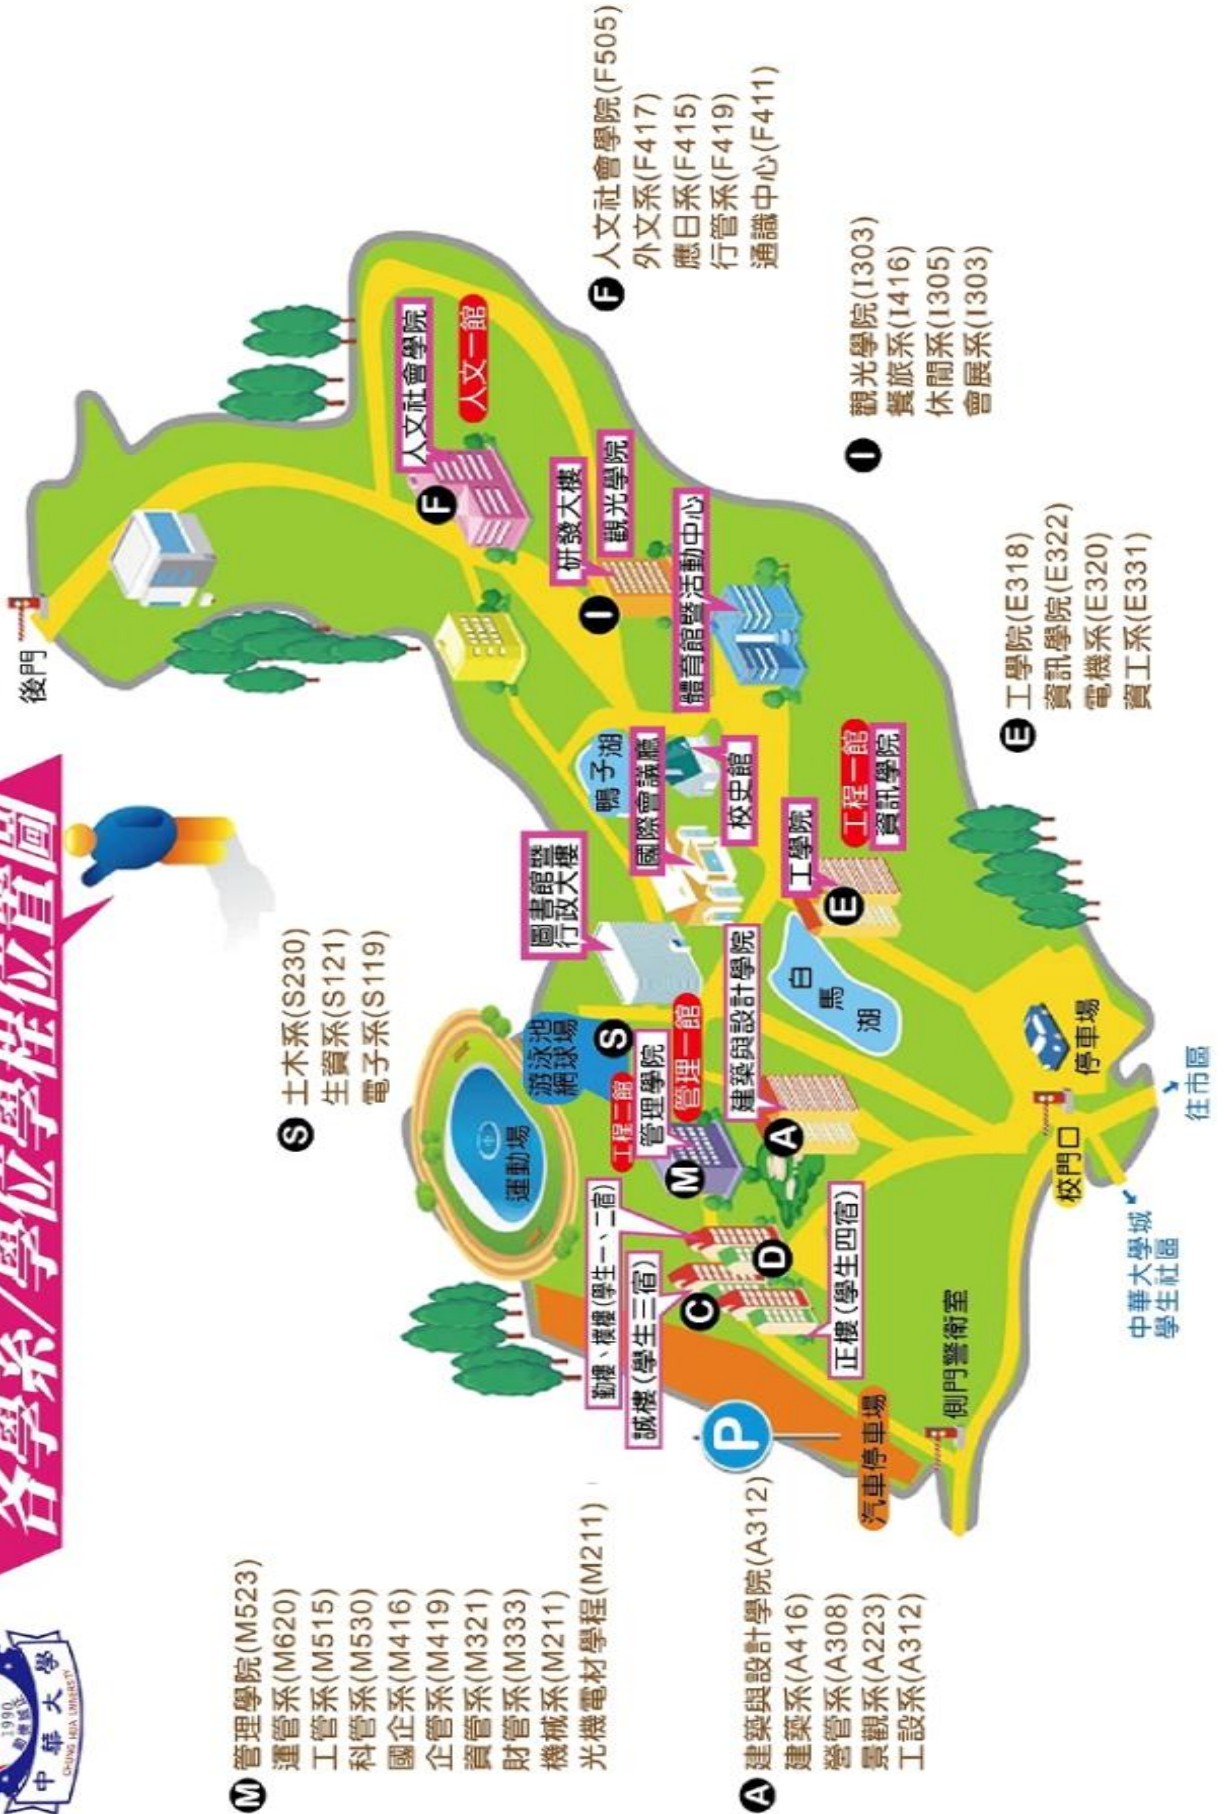 1990
中華大學
CHUNG HUA UNIVERSITY
各學系/學位學程位置圖
後門
M
管理學院(M523)
運管系(M620)
工管系(M515)
科管系(M530)
國企系(M416)
企管系(M419)
資管系(M321)
財管系(M333)
機械系(M211)
光機電材學程(M211)
S
土木系(S230)
生資系(S121)
電子系(S119)
F
人文社會學院(F505)
外文系(F417)
應日系(F415)
行管系(F419)
通識中心(F411)
I
觀光學院(I303)
餐旅系(I416)
休閒系(I305)
會展系(I303)
E
工學院(E318)
資訊學院(E322)
電機系(E320)
資工系(E331)
A
建築與設計學院(A312)
建築系(A416)
營管系(A308)
景觀系(A223)
工設系(A312)
人文社會學院
人文一館
F
研發大樓
觀光學院
I
體育館暨活動中心
鴨子湖
國際會議廳
校史館
圖書館暨
行政大樓
工學院
工程一館
資訊學院
E
白馬湖
游泳池
網球場
S
工程二館
管理學院
管理一館
M
建築與設計學院
A
運動場
勤樓、樸樓(學生一、二宿)
誠樓(學生三宿)
正樓(學生四宿)
C
D
P
汽車停車場
側門警衛室
校門口
停車場
往市區
中華大學城
學生社區